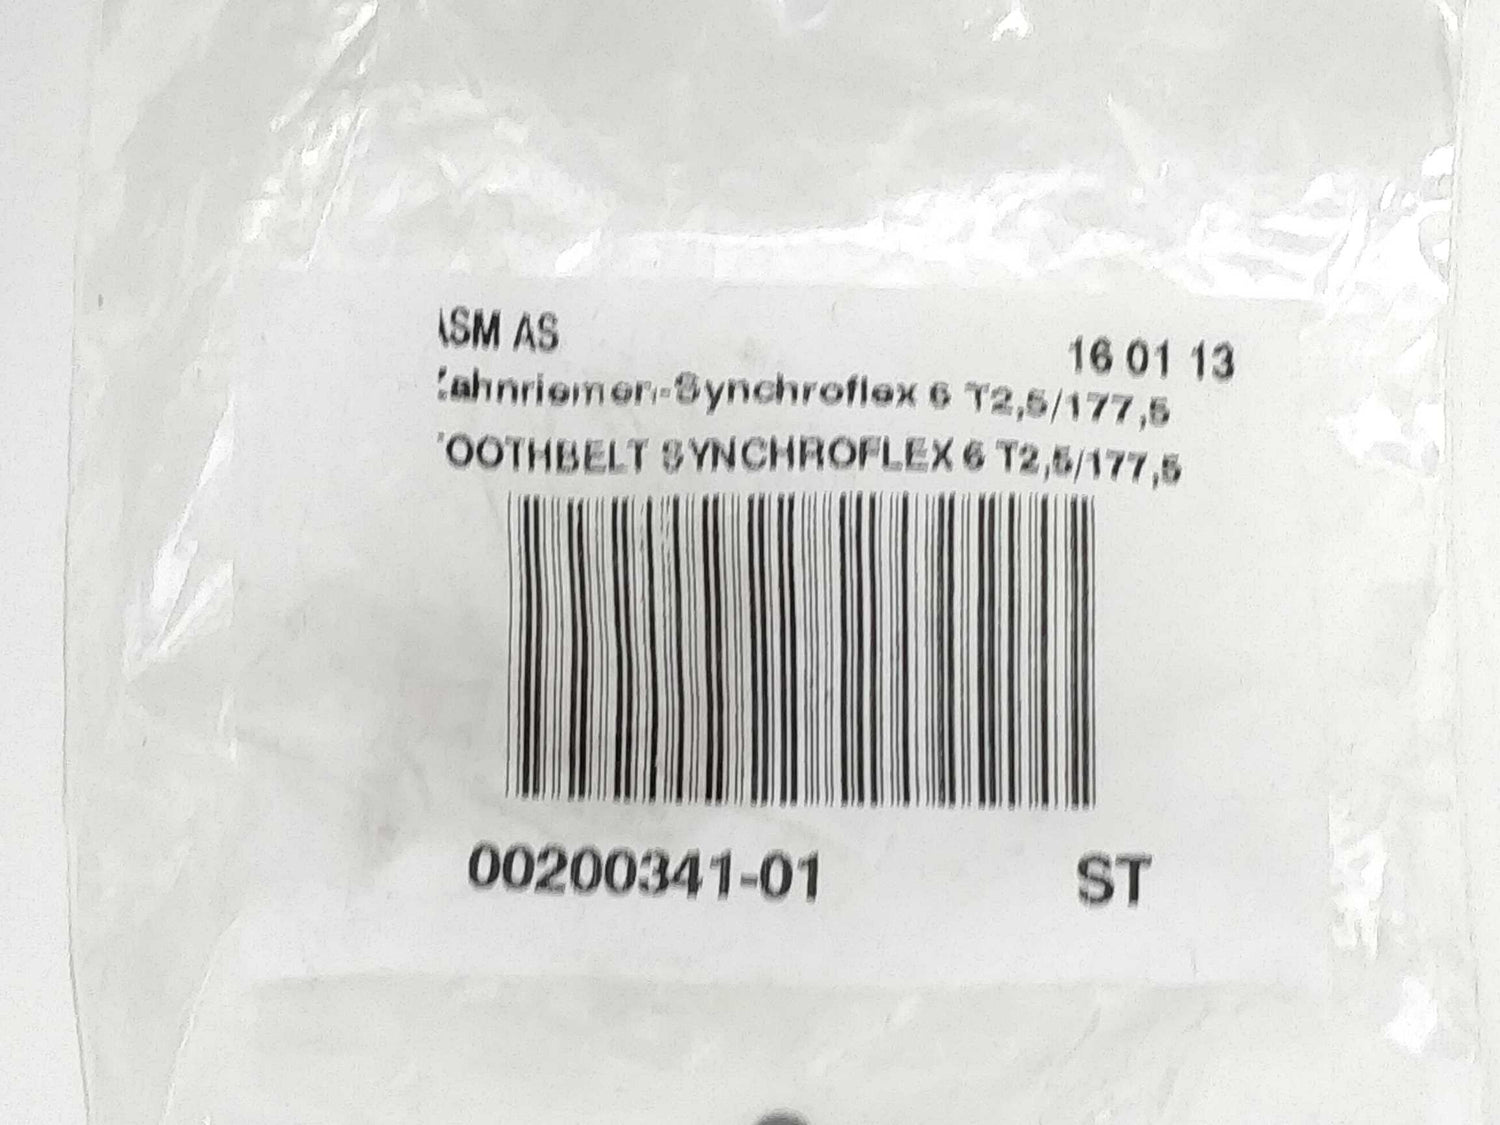 ASM AS
16 01 13
Zahnriemen-Synchroflex 6 T2,5/177,5
TOOTHBELT SYNCHROFLEX 6 T2,5/177,5
00200341-01
ST